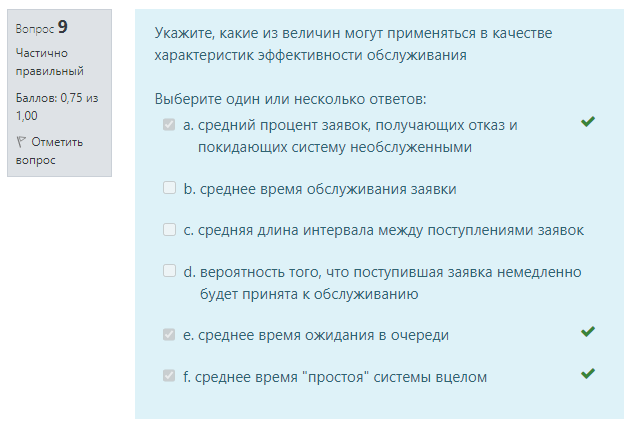 Вопрос 9
Частично
правильный
Баллов: 0,75 из
1,00
Отметить
вопрос
Укажите, какие из величин могут применяться в качестве
характеристик эффективности обслуживания
Выберите один или несколько ответов:
a. средний процент заявок, получающих отказ и
покидающих систему необслуженными
b. среднее время обслуживания заявки
c. средняя длина интервала между поступлениями заявок
d. вероятность того, что поступившая заявка немедленно
будет принята к обслуживанию
e. среднее время ожидания в очереди
f. среднее время "простоя" системы вцелом